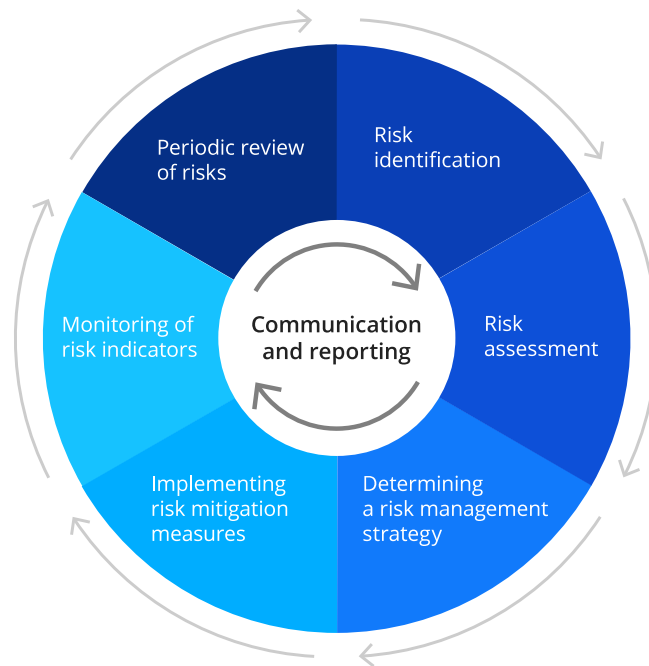 Periodic review
of risks
Risk
identification
Monitoring of
risk indicators
Communication
and reporting
Risk
assessment
Implementing
risk mitigation
measures
Determining
a risk management
strategy